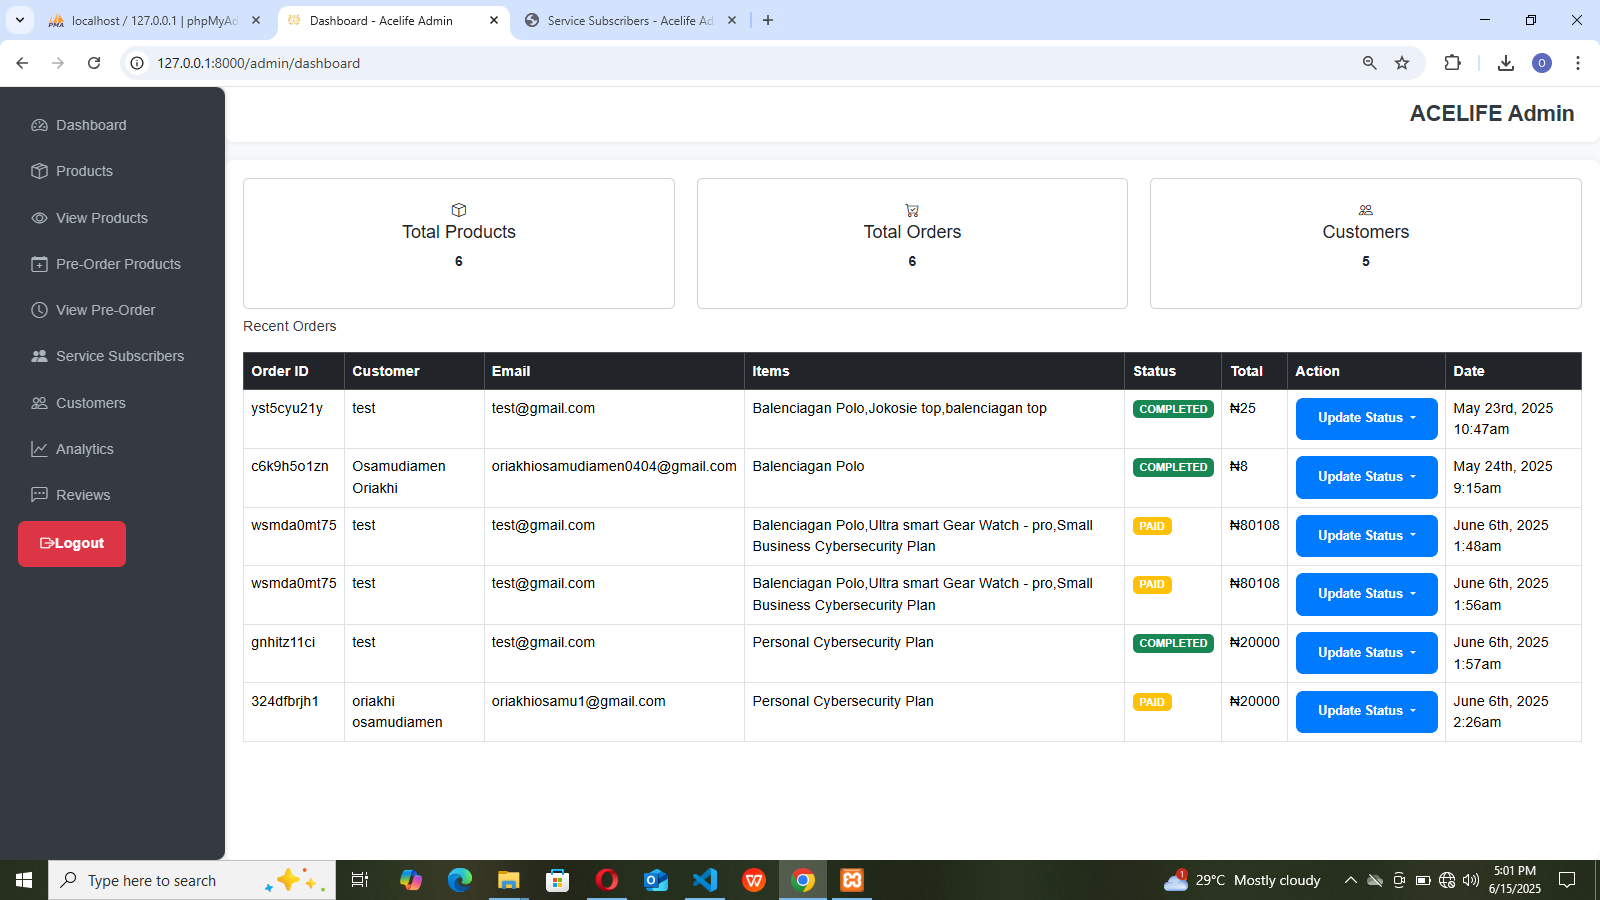 localhost / 127.0.0.1 | phpMyAd
Dashboard - Acelife Admin
Service Subscribers - Acelife Ad
127.0.0.1:8000/admin/dashboard
O
ACELIFE Admin
Dashboard
Products
View Products
Pre-Order Products
View Pre-Order
Service Subscribers
Customers
Analytics
Reviews
Logout
Total Products
6
Total Orders
6
Customers
5
Recent Orders
Order ID Customer Email Items Status Total Action Date
yst5cyu21y test test@gmail.com Balenciagan Polo,Jokosie top,balenciagan top COMPLETED ₦25 Update Status May 23rd, 2025
10:47am
c6k9h5o1zn Osamudiamen oriakhiosamudiamen0404@gmail.com Balenciagan Polo COMPLETED ₦8 Update Status May 24th, 2025
Oriakhi 9:15am
wsmda0mt75 test test@gmail.com Balenciagan Polo,Ultra smart Gear Watch - pro,Small PAID ₦80108 Update Status June 6th, 2025
Business Cybersecurity Plan 1:48am
wsmda0mt75 test test@gmail.com Balenciagan Polo,Ultra smart Gear Watch - pro,Small PAID ₦80108 Update Status June 6th, 2025
Business Cybersecurity Plan 1:56am
gnhitz11ci test test@gmail.com Personal Cybersecurity Plan COMPLETED ₦20000 Update Status June 6th, 2025
1:57am
324dfbrjh1 oriakhi oriakhiosamu1@gmail.com Personal Cybersecurity Plan PAID ₦20000 Update Status June 6th, 2025
osamudiamen 2:26am
Type here to search
1
29°C Mostly cloudy
5:01 PM
6/15/2025